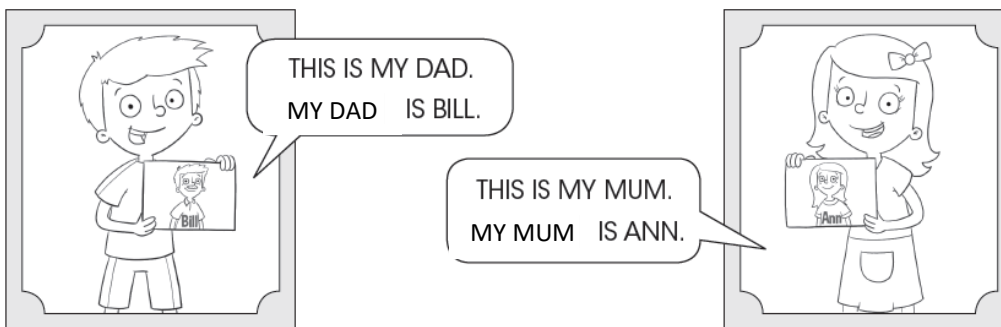 THIS IS MY DAD.
MY DAD IS BILL.
Bill
THIS IS MY MUM.
MY MUM IS ANN.
Ann